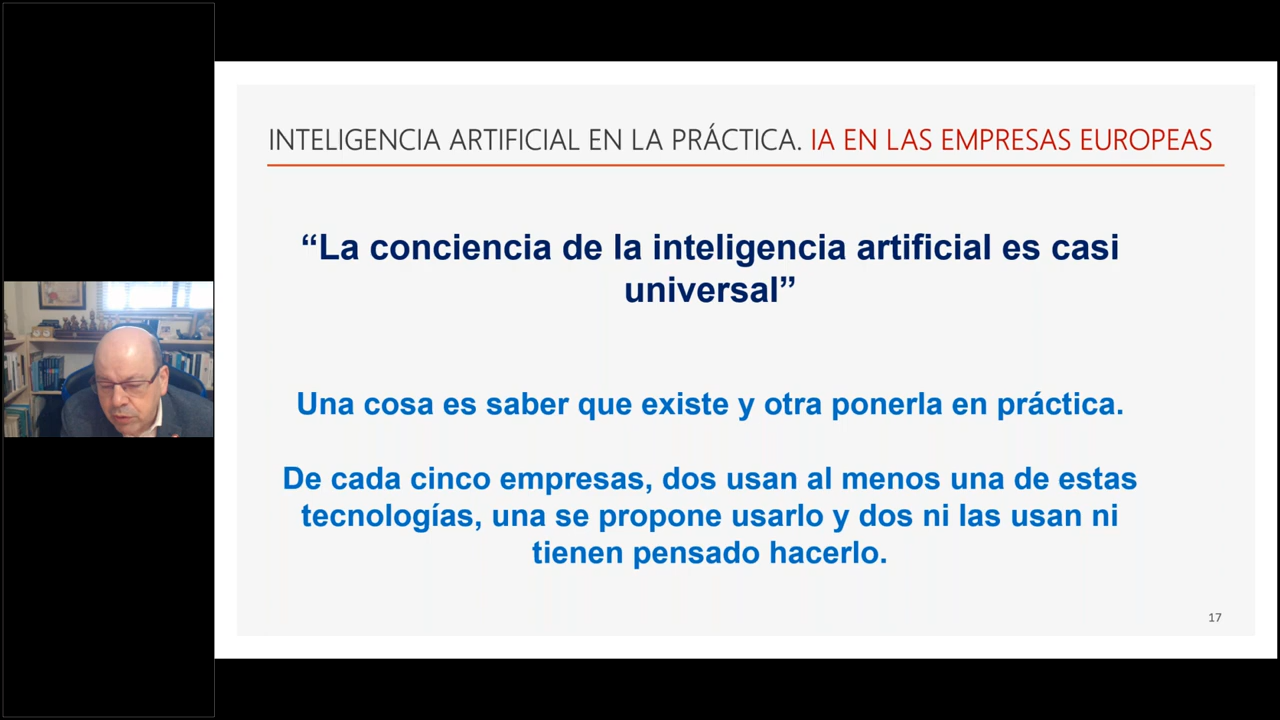 INTELIGENCIA ARTIFICIAL EN LA PRÁCTICA. IA EN LAS EMPRESAS EUROPEAS
“La conciencia de la inteligencia artificial es casi
universal”
Una cosa es saber que existe y otra ponerla en práctica.
De cada cinco empresas, dos usan al menos una de estas
tecnologías, una se propone usarlo y dos ni las usan ni
tienen pensado hacerlo.
17